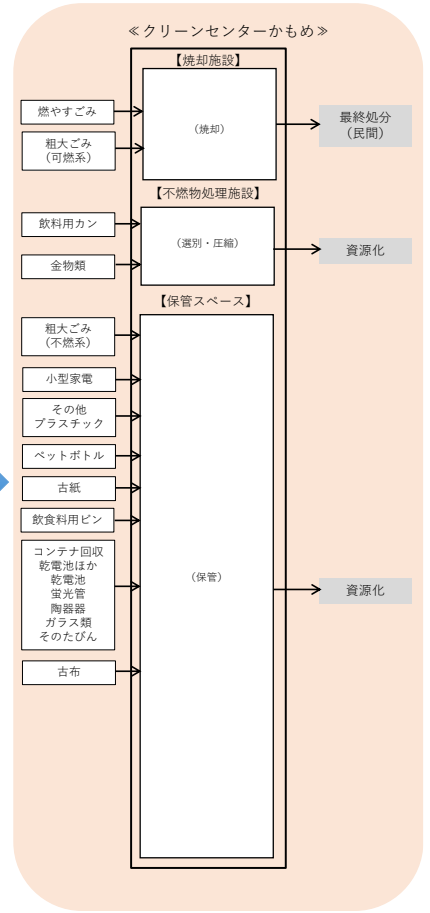 ≪クリーンセンターかもめ≫
【焼却施設】
燃やすごみ
粗大ごみ
（可燃系）
（焼却）
最終処分
（民間）
【不燃物処理施設】
飲料用カン
金物類
（選別・圧縮）
資源化
【保管スペース】
粗大ごみ
（不燃系）
小型家電
その他
プラスチック
ペットボトル
古紙
飲食料用ビン
コンテナ回収
乾電池ほか
乾電池
蛍光管
陶器器
ガラス類
そのたびん
古布
（保管）
資源化